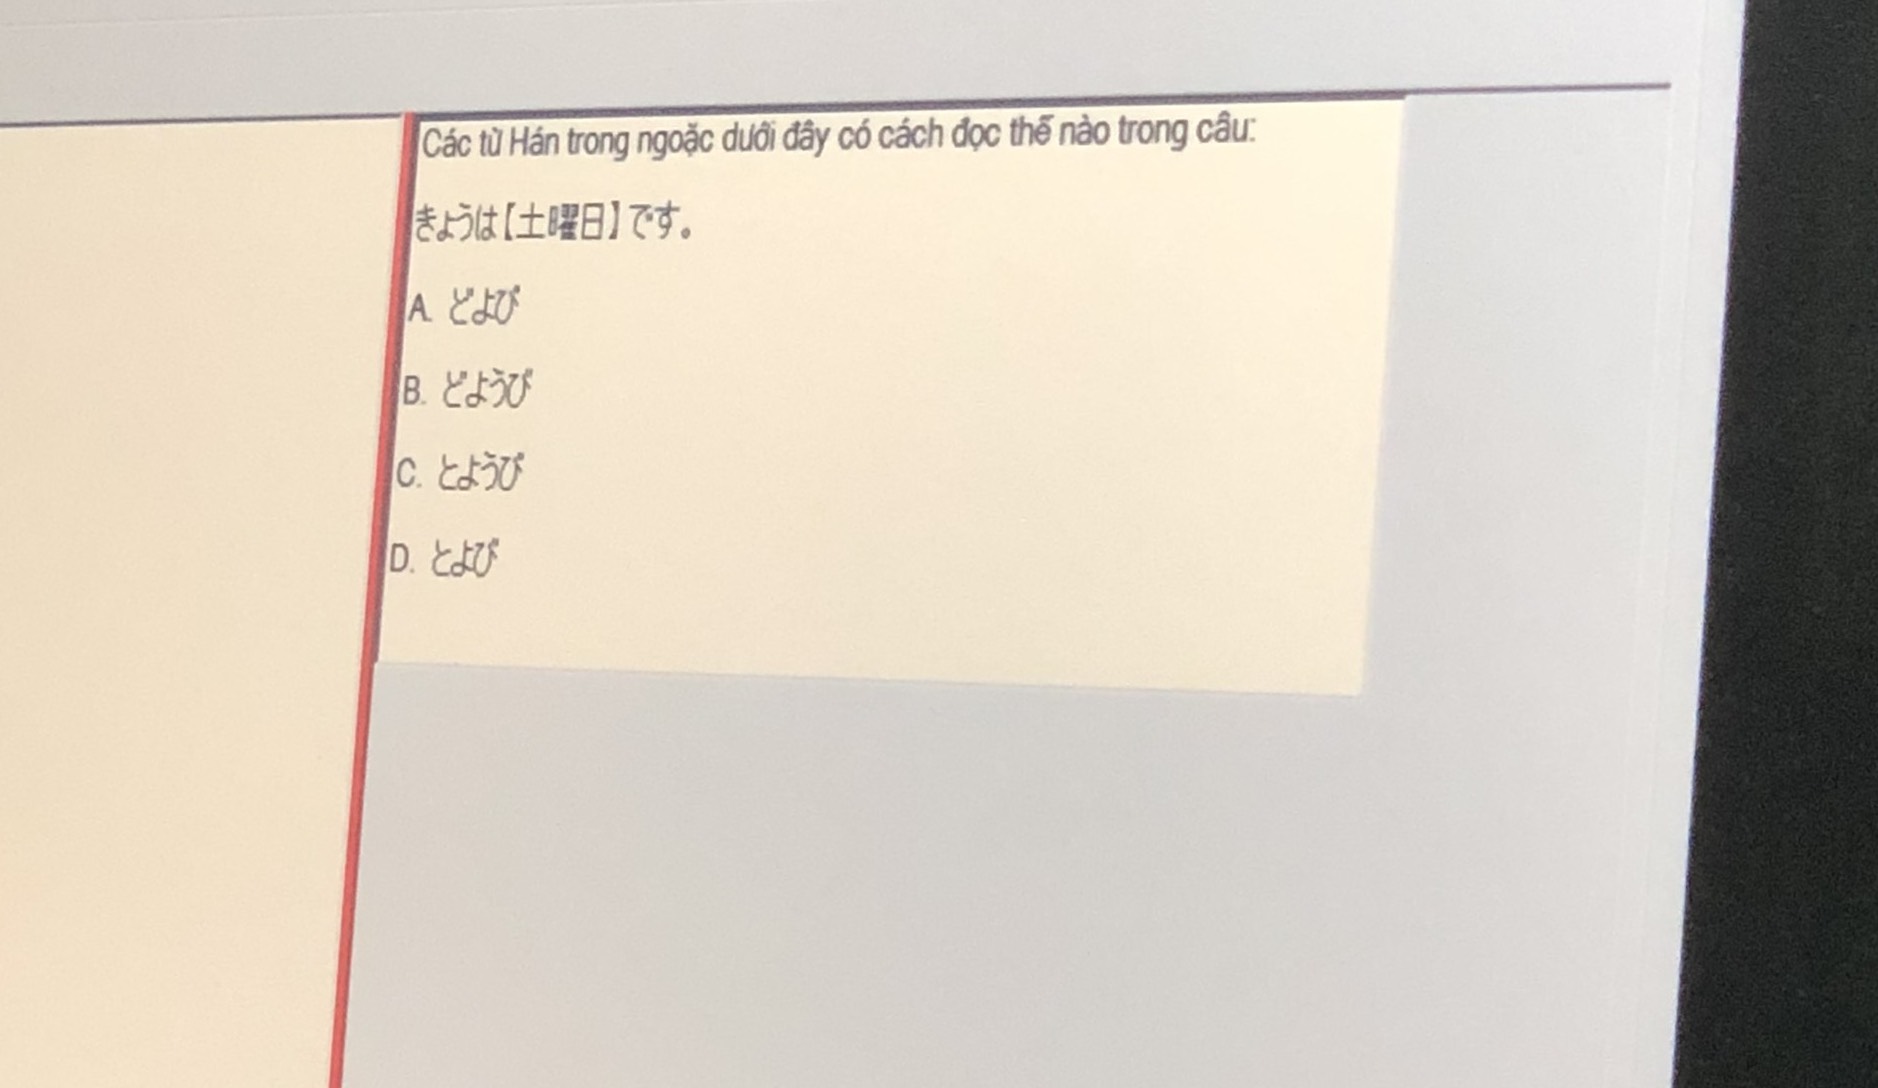 Các từ Hán trong ngoặc dưới đây có cách đọc thế nào trong câu:
きょうは【土曜日】です。
A. どよび
B. どようび
C. とようび
D. とよび